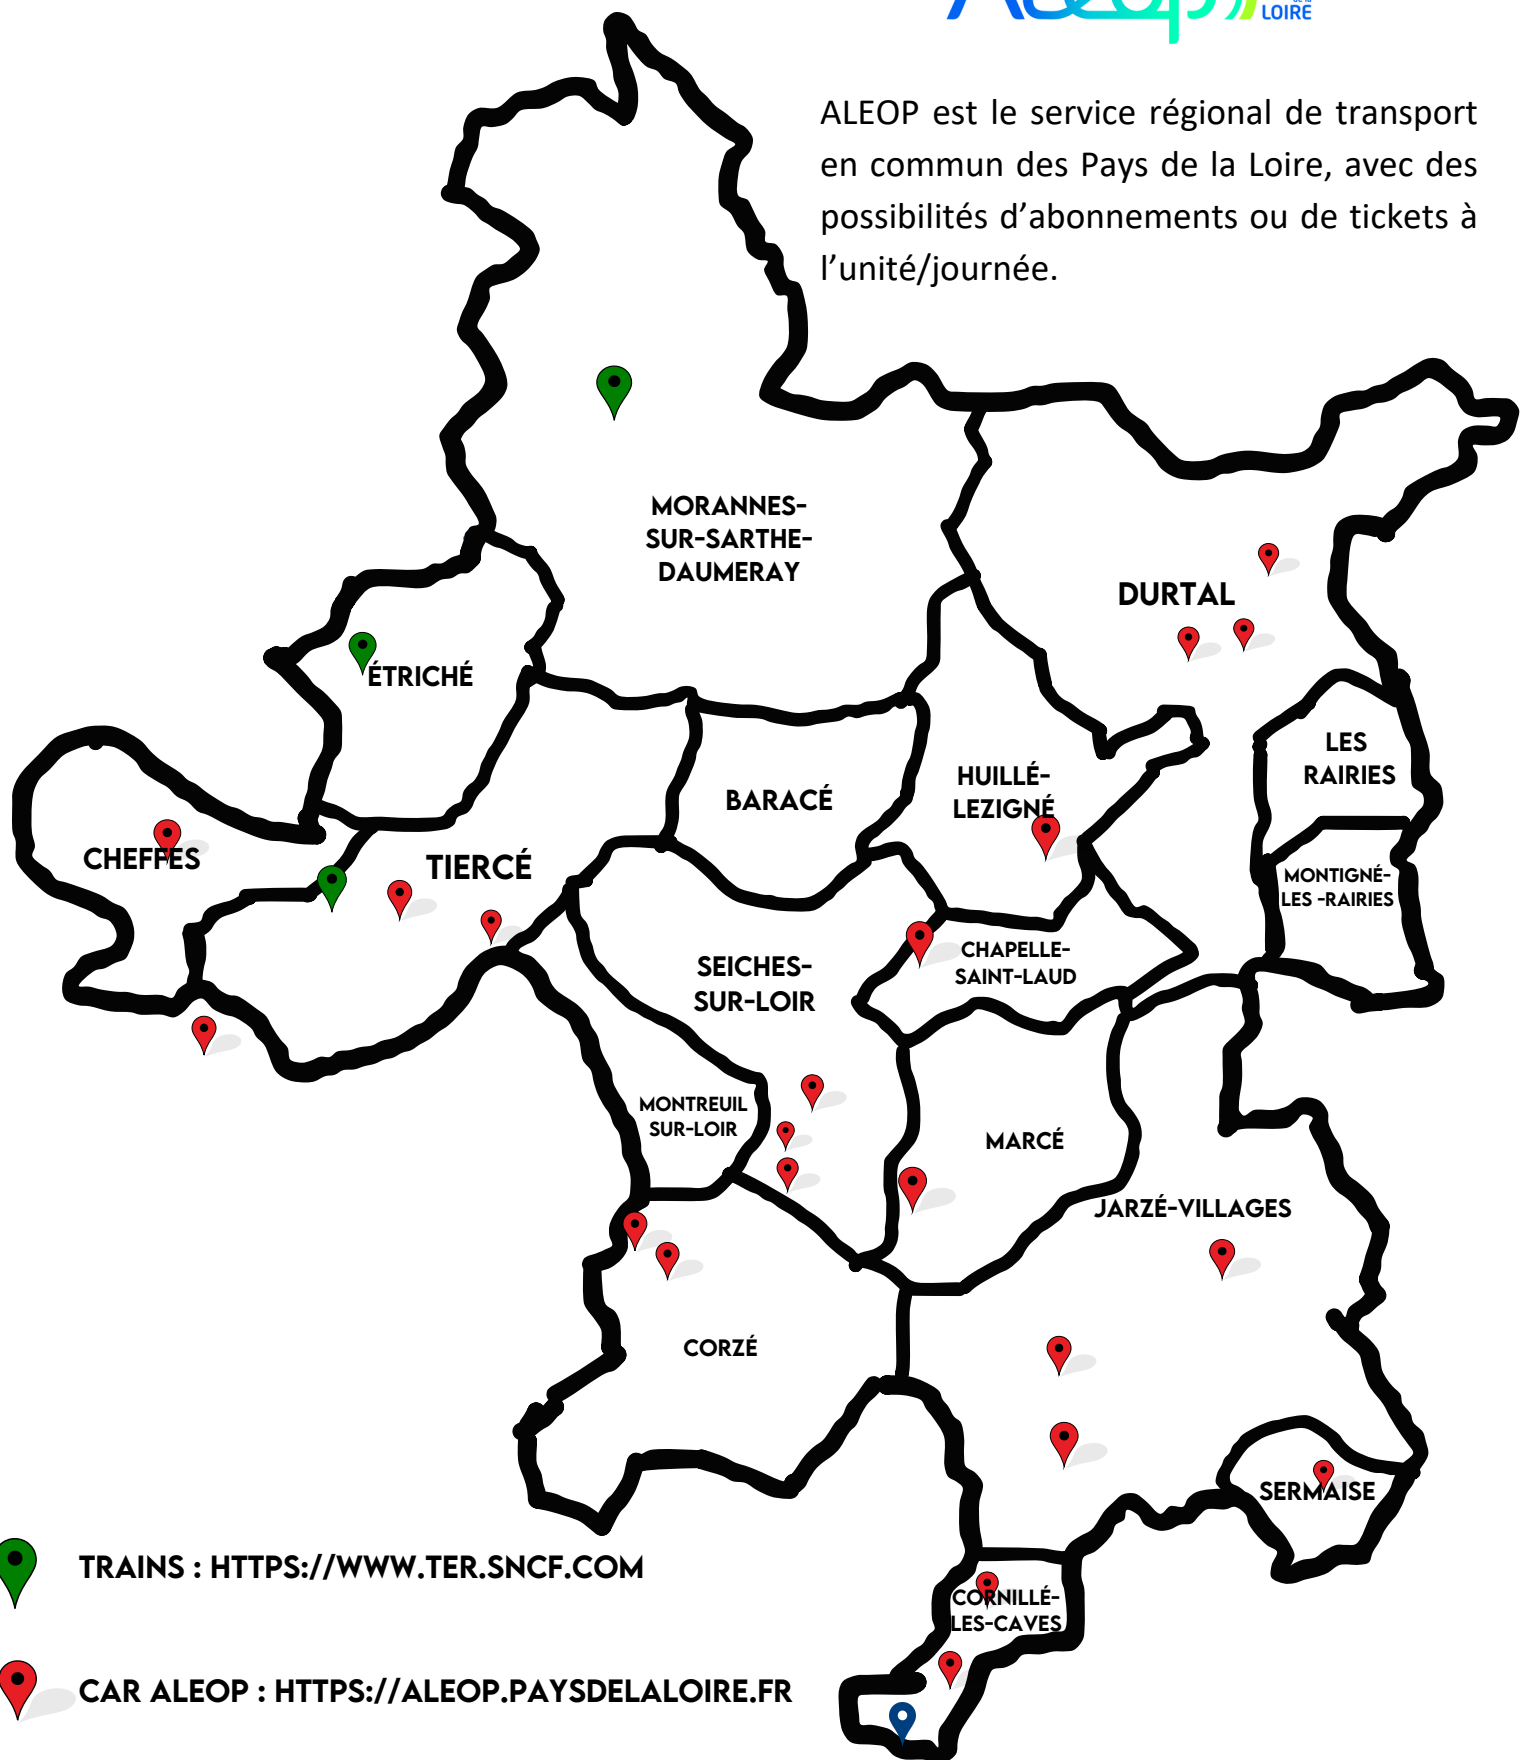 LOIRE
ALEOP est le service régional de transport
en commun des Pays de la Loire, avec des
possibilités d’abonnements ou de tickets à
l’unité/journée.
MORANNES-
SUR-SARTHE-
DAUMERAY
DURTAL
ÉTRICHÉ
LES
RAIRIES
HUILLÉ-
LEZIGNÉ
BARACÉ
CHEFFES
TIERCÉ
MONTIGNÉ-
LES -RAIRIES
CHAPELLE-
SAINT-LAUD
SEICHES-
SUR-LOIR
MONTREUIL
SUR-LOIR
MARCÉ
JARZÉ-VILLAGES
CORZÉ
SERMAISE
TRAINS : HTTPS://WWW.TER.SNCF.COM
CORNILLÉ-
LES-CAVES
CAR ALEOP : HTTPS://ALEOP.PAYSDELALOIRE.FR